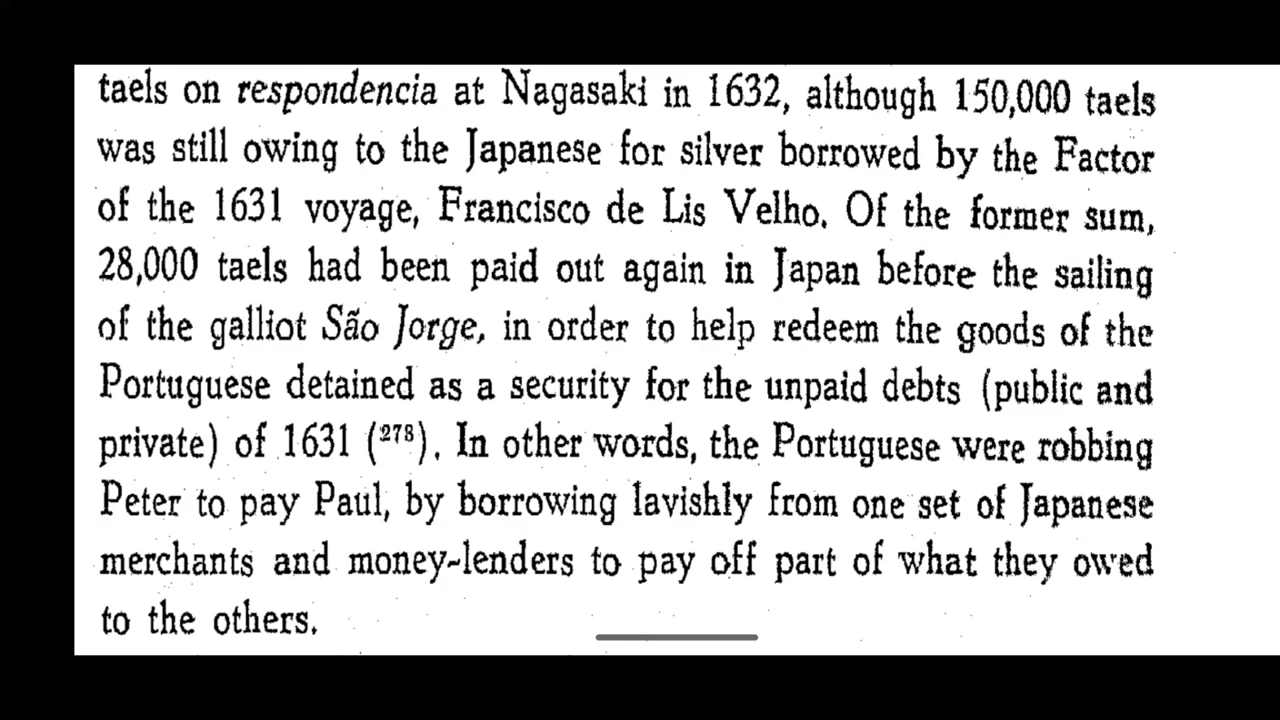 taels on respondencia at Nagasaki in 1632, although 150,000 taels
was still owing to the Japanese for silver borrowed by the Factor
of the 1631 voyage, Francisco de Lis Velho. Of the former sum,
28,000 taels had been paid out again in Japan before the sailing
of the galliot São Jorge, in order to help redeem the goods of the
Portuguese detained as a security for the unpaid debts (public and
private) of 1631 (²⁷⁸). In other words, the Portuguese were robbing
Peter to pay Paul, by borrowing lavishly from one set of Japanese
merchants and money-lenders to pay off part of what they owed
to the others.